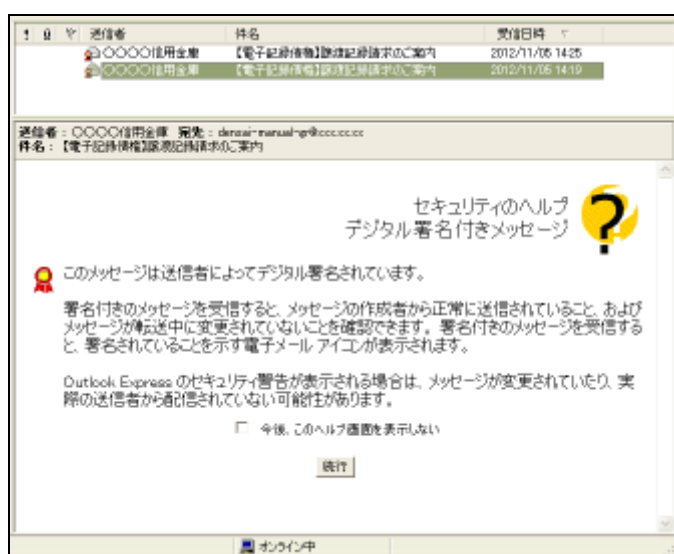 ! 送信者 件名 受信日時
〇〇〇〇信用金庫 【電子記録債権】譲渡記録請求のご案内 2012/11/05 14:25
〇〇〇〇信用金庫 【電子記録債権】譲渡記録請求のご案内 2012/11/05 14:19
送信者:〇〇〇〇信用金庫 宛先:densai-manual-gr@ccc.cc.cc
件名:【電子記録債権】譲渡記録請求のご案内
セキュリティのヘルプ
デジタル署名付きメッセージ
このメッセージは送信者によってデジタル署名されています。
署名付きのメッセージを受信すると、メッセージの作成者から正常に送信されていること、および
メッセージが転送中に変更されていないことを確認できます。署名付きのメッセージを受信する
と、署名されていることを示す電子メール アイコンが表示されます。
Outlook Express のセキュリティ警告が表示される場合は、メッセージが変更されていたり、実
際の送信者から配信されていない可能性があります。
今後、このヘルプ画面を表示しない
続行
オンライン中